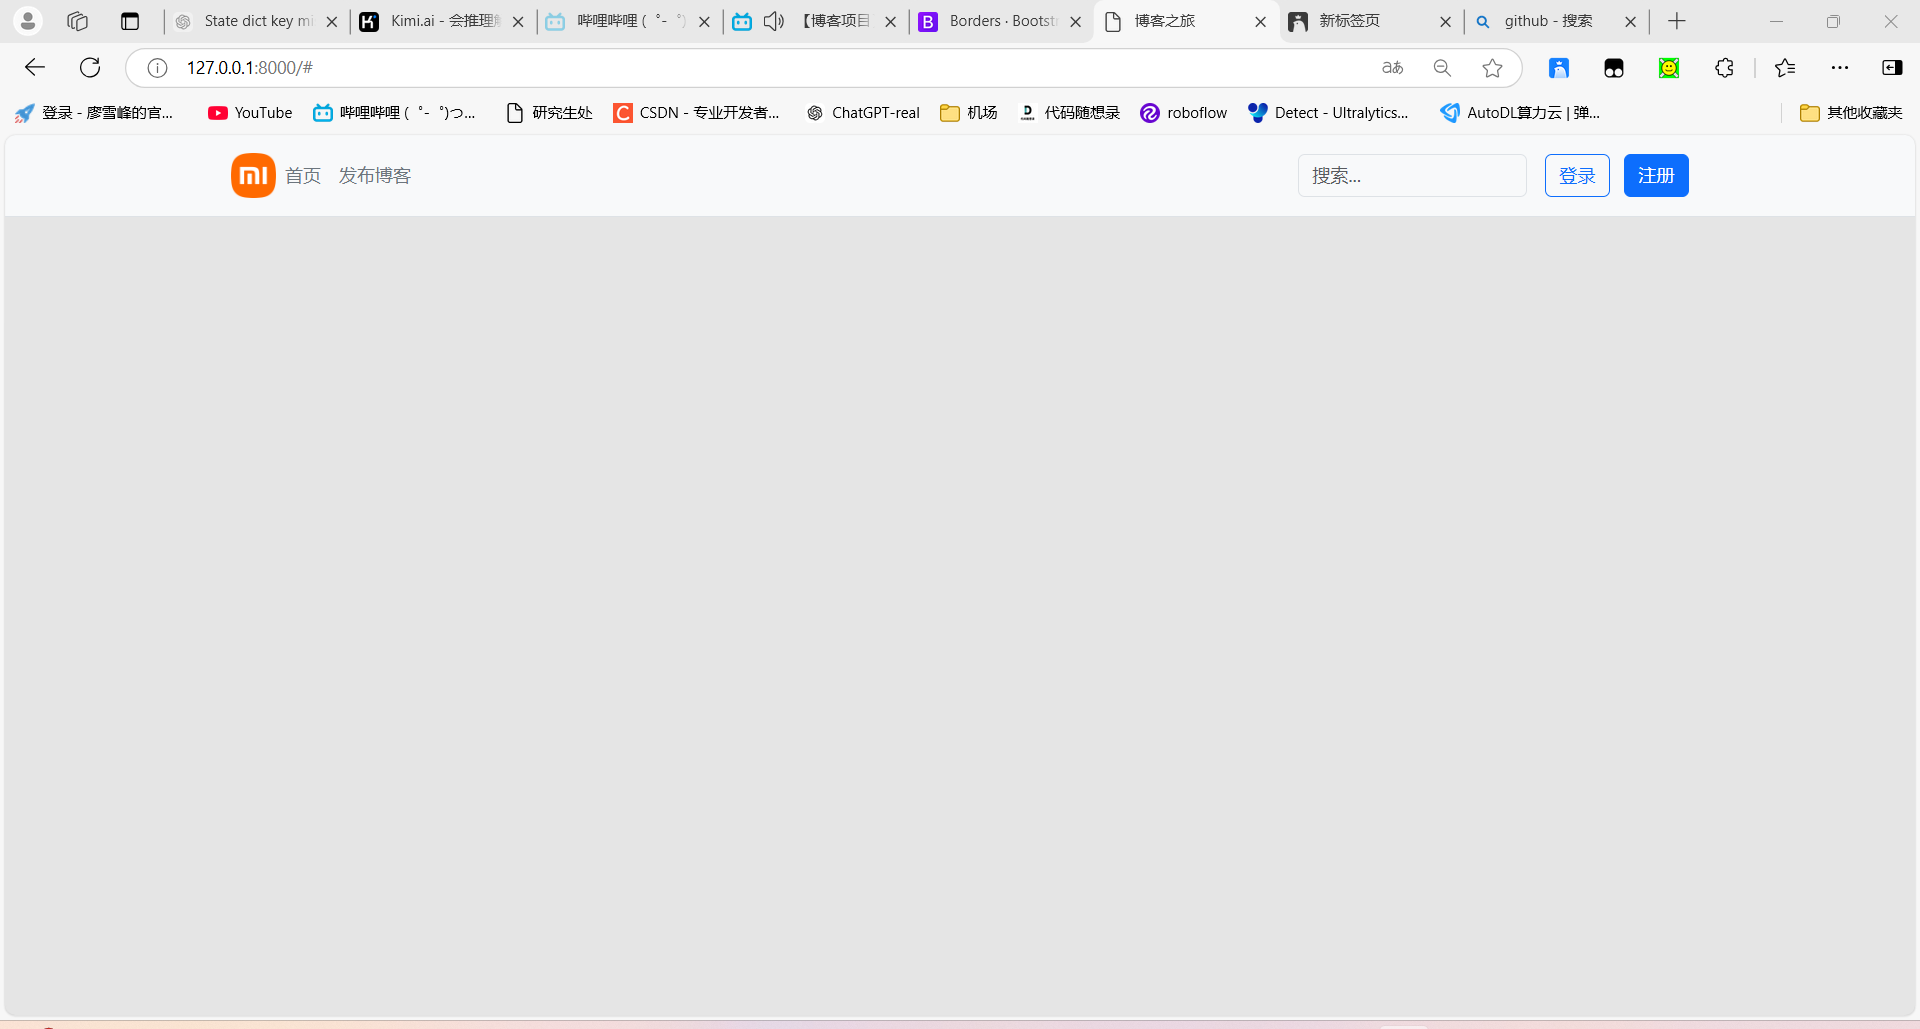 State dict key mi
Kimi.ai - 会推理解
哔哩哔哩 ( ゜- ゜)
【博客项目
Borders · Bootst
博客之旅
新标签页
github - 搜索
127.0.0.1:8000/#
aあ
登录 - 廖雪峰的官...
YouTube
哔哩哔哩 ( ゜- ゜)つ...
研究生处
CSDN - 专业开发者...
ChatGPT-real
机场
代码随想录
roboflow
Detect - Ultralytics...
AutoDL算力云 | 弹...
其他收藏夹
mi 首页 发布博客
搜索...
登录
注册